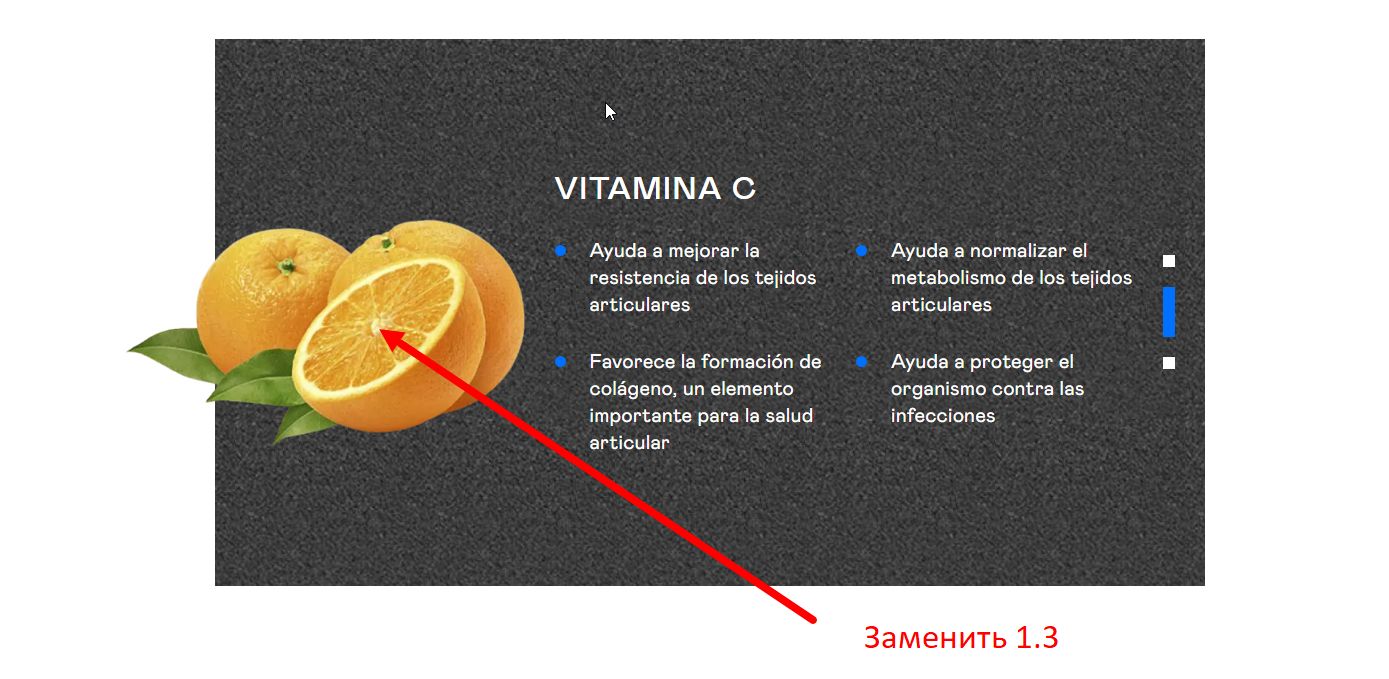 VITAMINA C
Ayuda a mejorar la
resistencia de los tejidos
articulares
Ayuda a normalizar el
metabolismo de los tejidos
articulares
Favorece la formación de
colágeno, un elemento
importante para la salud
articular
Ayuda a proteger el
organismo contra las
infecciones
Заменить 1.3